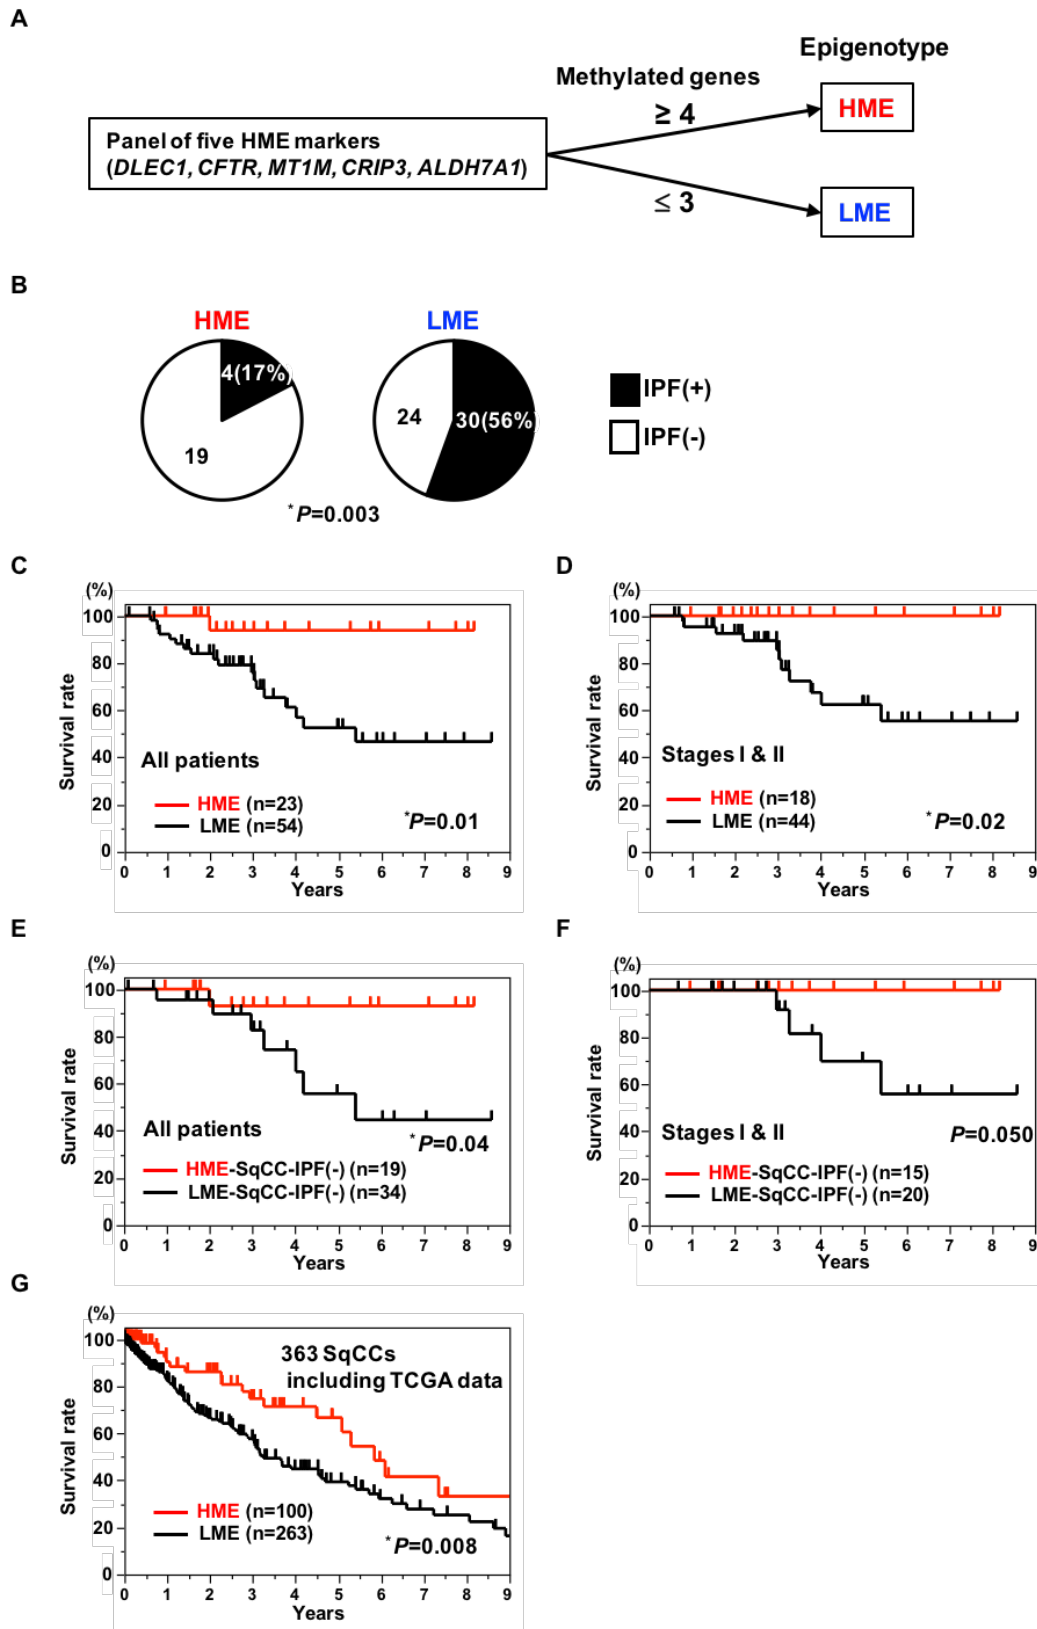 A
Epigenotype
Methylated genes
≥ 4
HME
Panel of five HME markers
(DLEC1, CFTR, MT1M, CRIP3, ALDH7A1)
≤ 3
LME
B
HME
LME
4(17%)
19
24
30(56%)
IPF(+)
IPF(-)
*P=0.003
C
(%)
100
80
60
40
20
0
Survival rate
All patients
HME (n=23)
LME (n=54)
*P=0.01
0 1 2 3 4 5 6 7 8 9
Years
D
(%)
100
80
60
40
20
0
Survival rate
Stages I & II
HME (n=18)
LME (n=44)
*P=0.02
0 1 2 3 4 5 6 7 8 9
Years
E
(%)
100
80
60
40
20
0
Survival rate
All patients
*P=0.04
HME-SqCC-IPF(-) (n=19)
LME-SqCC-IPF(-) (n=34)
0 1 2 3 4 5 6 7 8 9
Years
F
(%)
100
80
60
40
20
0
Survival rate
Stages I & II
P=0.050
HME-SqCC-IPF(-) (n=15)
LME-SqCC-IPF(-) (n=20)
0 1 2 3 4 5 6 7 8 9
Years
G
(%)
100
80
60
40
20
0
Survival rate
363 SqCCs
including TCGA data
HME (n=100)
LME (n=263)
*P=0.008
0 1 2 3 4 5 6 7 8 9
Years